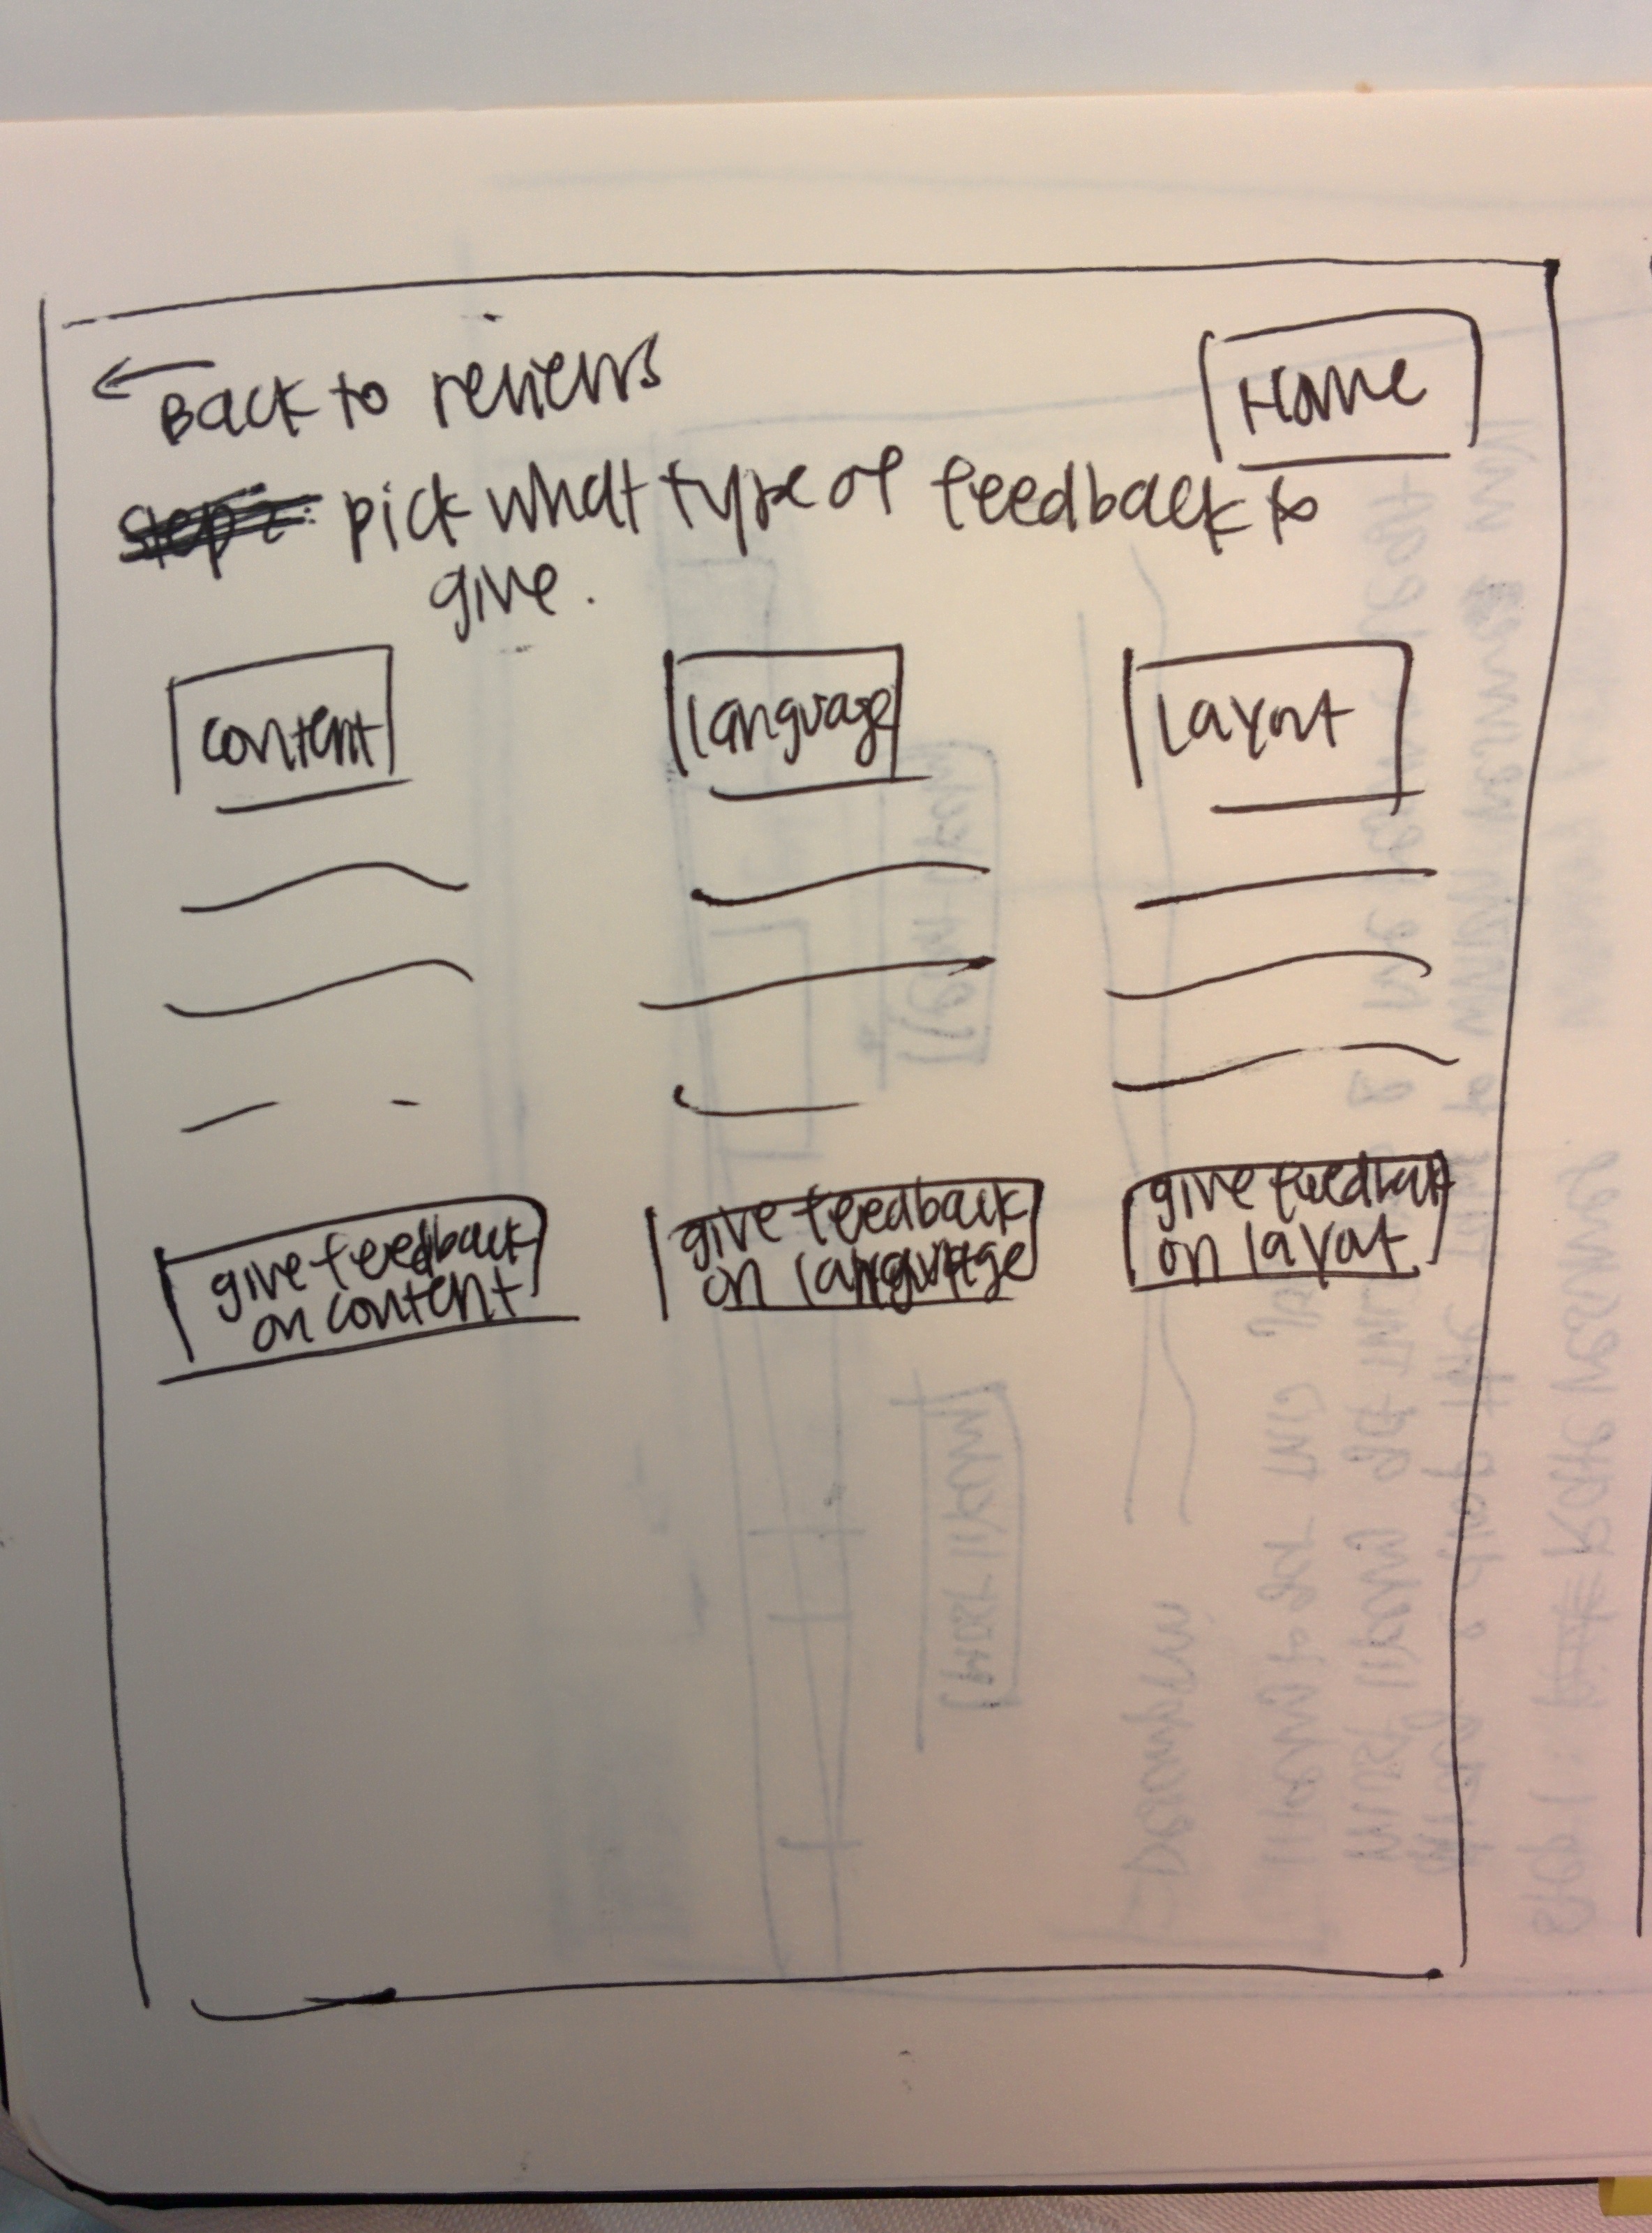 ← Back to reviews
Home
step 2: pick what type of feedback to
give.
content
language
Layout
give feedback
on content
give feedback
on language
give feedback
on layout